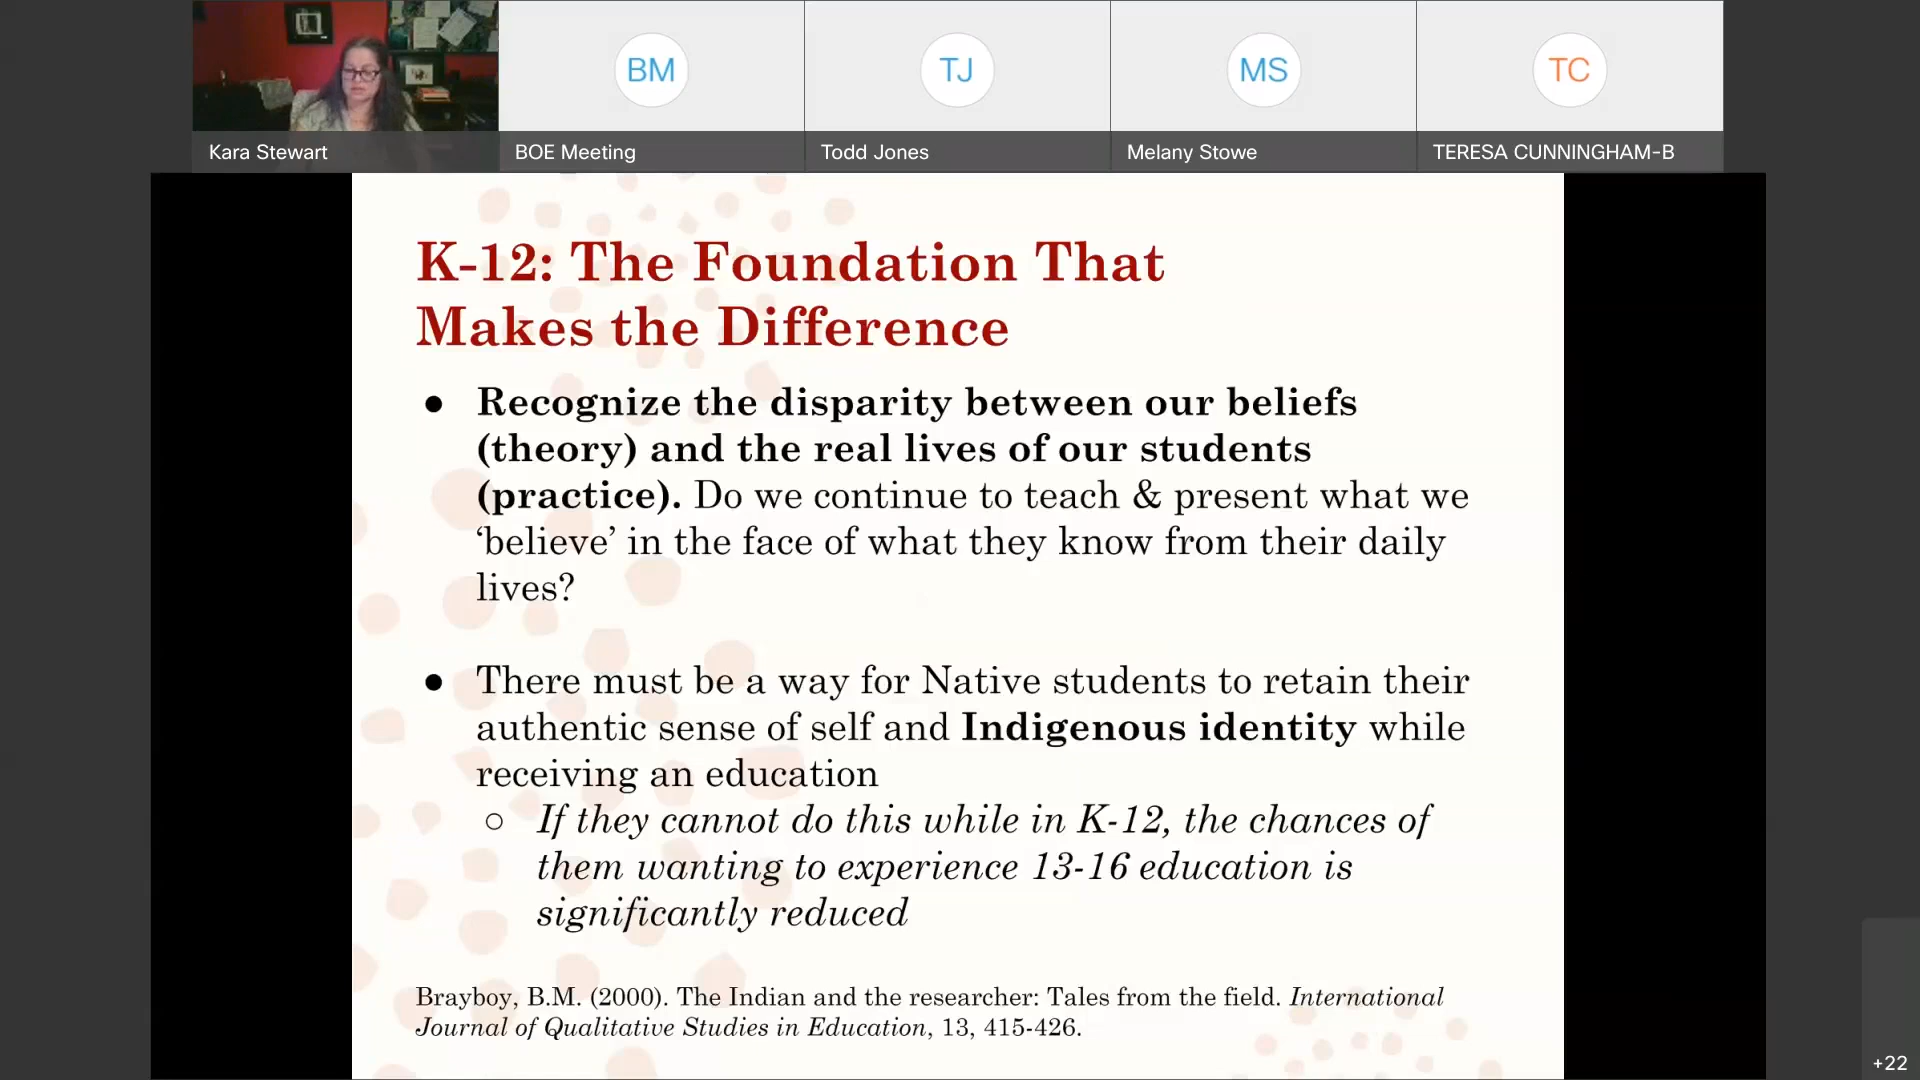 BM
TJ
MS
TC
Kara Stewart
BOE Meeting
Todd Jones
Melany Stowe
TERESA CUNNINGHAM-B
K-12: The Foundation That
Makes the Difference
● Recognize the disparity between our beliefs
(theory) and the real lives of our students
(practice). Do we continue to teach & present what we
‘believe’ in the face of what they know from their daily
lives?
● There must be a way for Native students to retain their
authentic sense of self and Indigenous identity while
receiving an education
○ If they cannot do this while in K-12, the chances of
them wanting to experience 13-16 education is
significantly reduced
Brayboy, B.M. (2000). The Indian and the researcher: Tales from the field. International
Journal of Qualitative Studies in Education, 13, 415-426.
+22